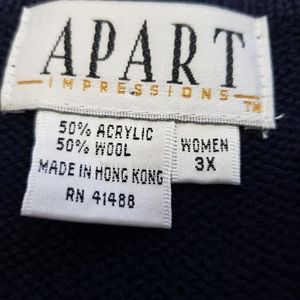 APART
IMPRESSIONS
TM
50% ACRYLIC
50% WOOL
MADE IN HONG KONG
RN 41488
WOMEN
3X